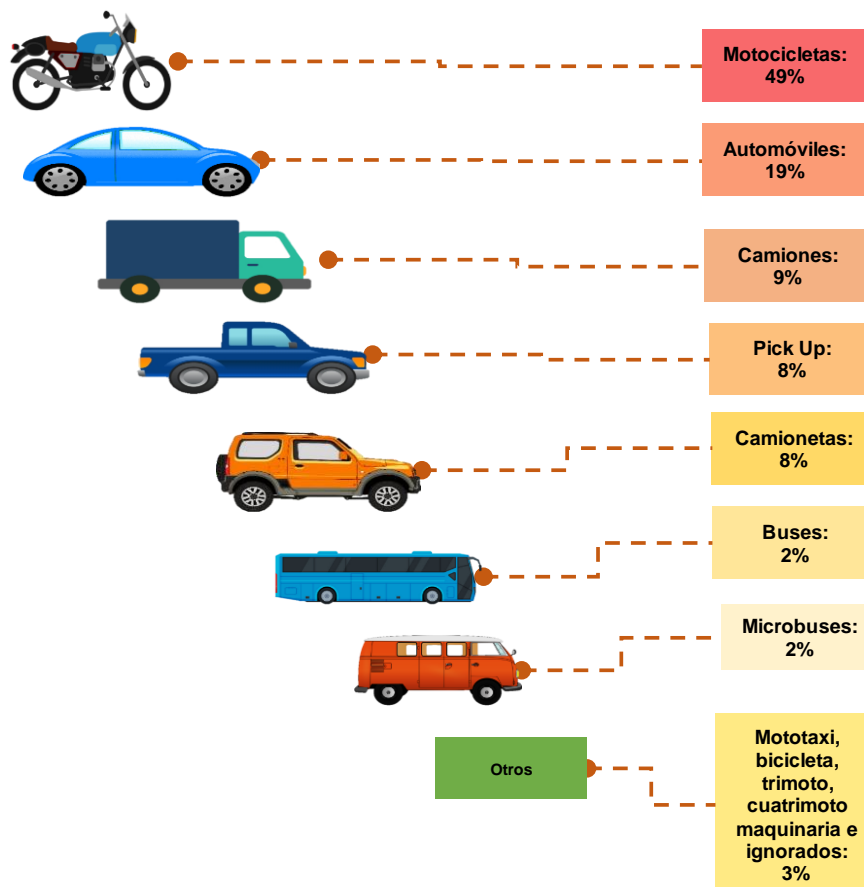 Motocicletas:
49%
Automóviles:
19%
Camiones:
9%
Pick Up:
8%
Camionetas:
8%
Buses:
2%
Microbuses:
2%
Otros
Mototaxi,
bicicleta,
trimoto,
cuatrimoto
maquinaria e
ignorados:
3%